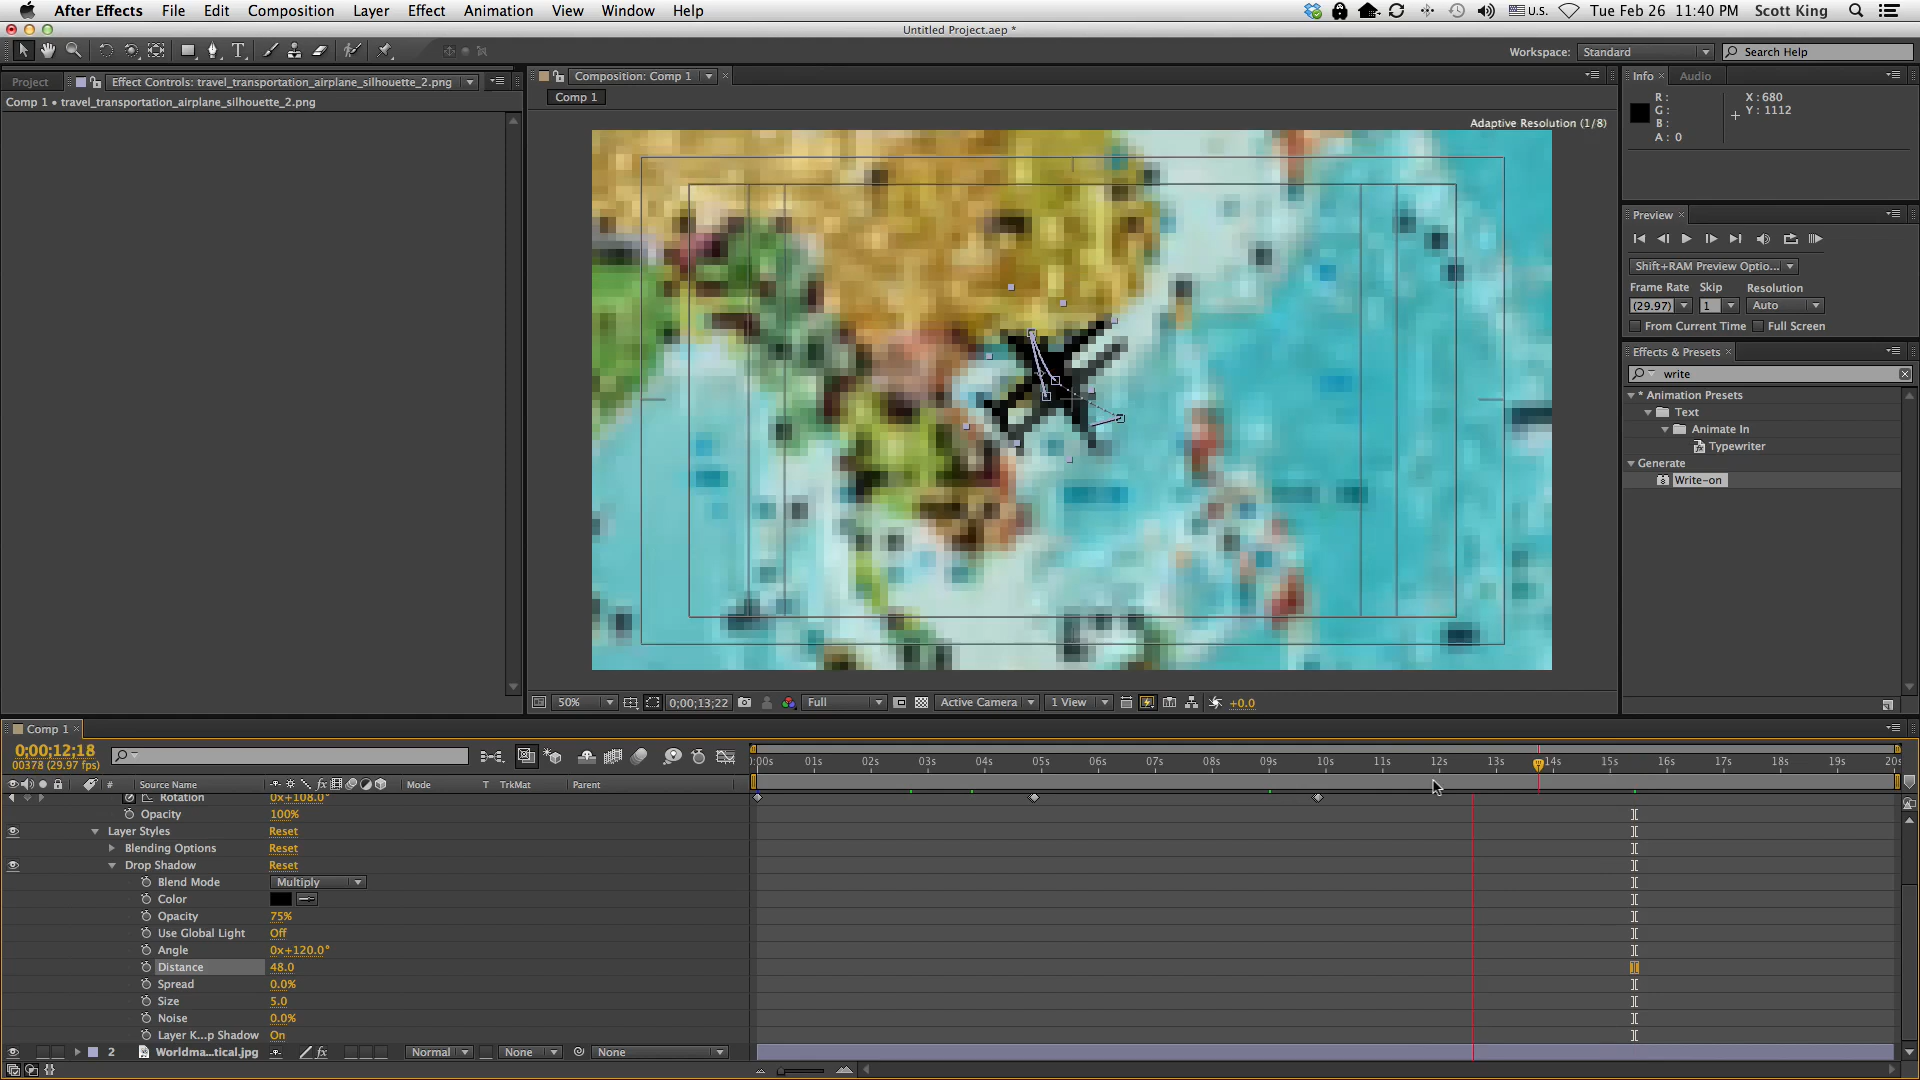 After Effects File Edit Composition Layer Effect Animation View Window Help
U.S. Tue Feb 26 11:40 PM Scott King
Untitled Project.aep *
Workspace: Standard Search Help
Project Effect Controls: travel_transportation_airplane_silhouette_2.png
Comp 1 • travel_transportation_airplane_silhouette_2.png
Composition: Comp 1
Comp 1
Adaptive Resolution (1/8)
Info Audio
R :
G :
B :
A : 0
X : 680
Y : 1112
Preview
Shift+RAM Preview Optio...
Frame Rate Skip Resolution
(29.97) 1 Auto
From Current Time Full Screen
Effects & Presets
write
* Animation Presets
Text
Animate In
Typewriter
Generate
Write-on
50% 0;00;13;22 Full Active Camera 1 View +0.0
Comp 1
0;00;12;18
00378 (29.97 fps)
# Source Name fx Mode T TrkMat Parent
):00s 01s 02s 03s 04s 05s 06s 07s 08s 09s 10s 11s 12s 13s 14s 15s 16s 17s 18s 19s 20s
Rotation 0x+108.0°
Opacity 100%
Layer Styles Reset
Blending Options Reset
Drop Shadow Reset
Blend Mode Multiply
Color
Opacity 75%
Use Global Light Off
Angle 0x+120.0°
Distance 48.0
Spread 0.0%
Size 5.0
Noise 0.0%
Layer K...p Shadow On
2 Worldma...tical.jpg fx Normal None None